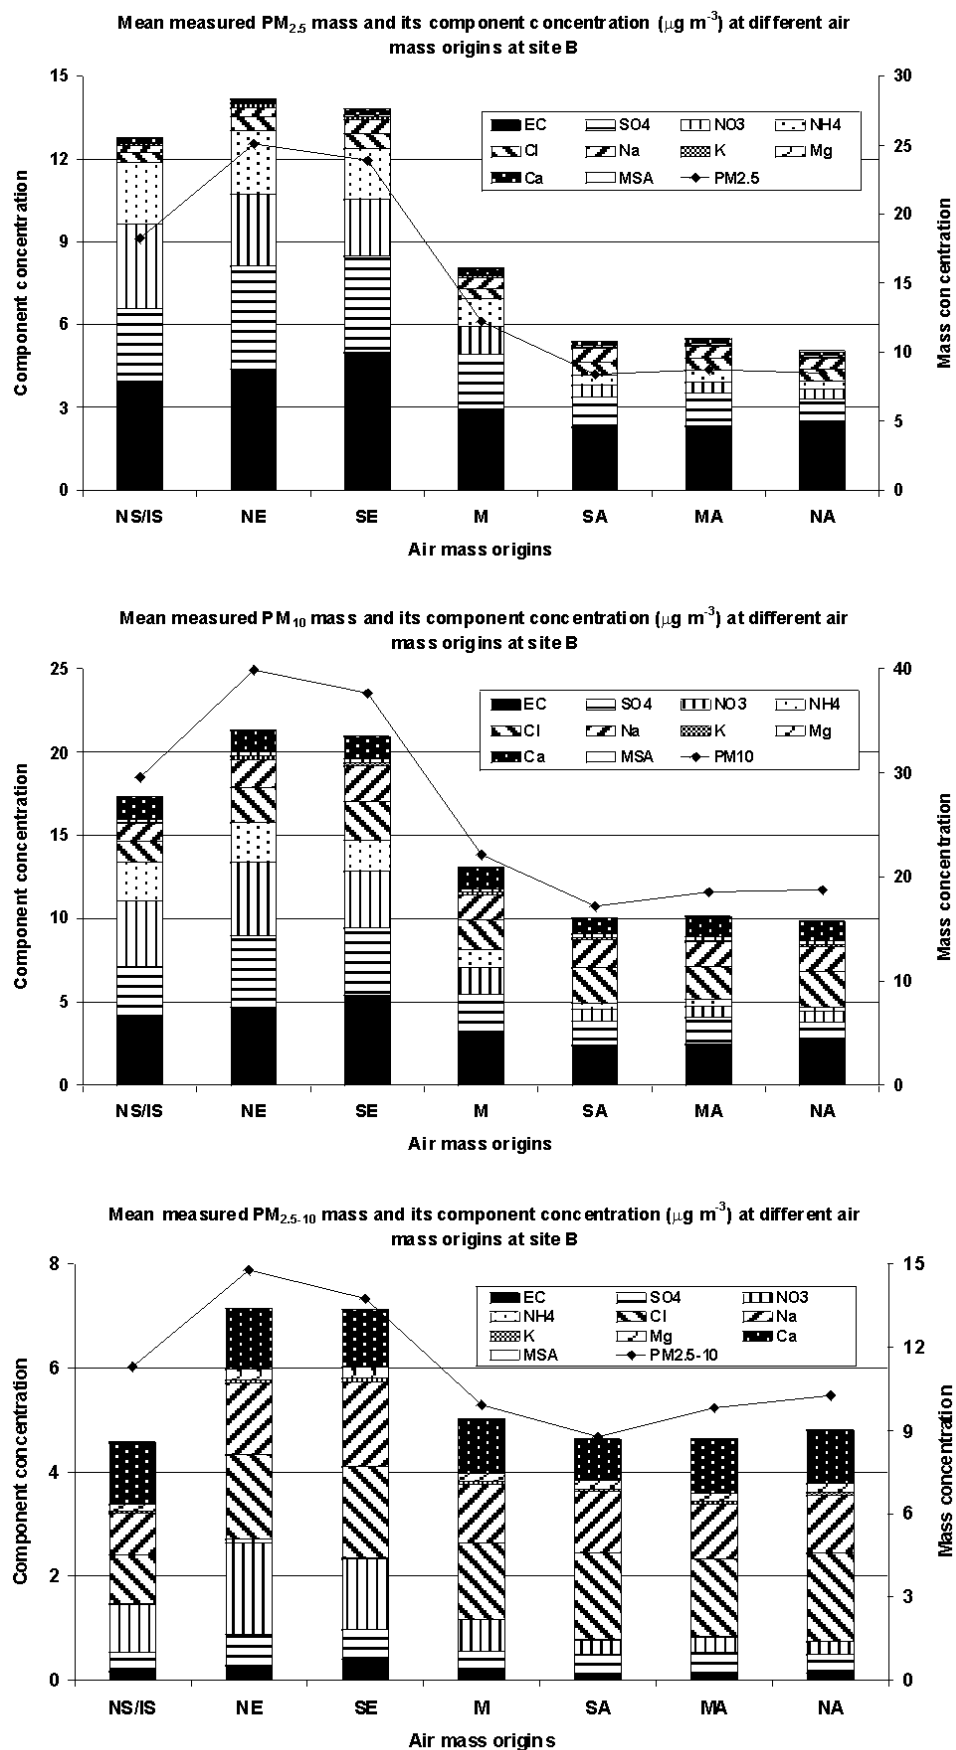 Mean measured PM2.5 mass and its component c oncentration (μg m-3) at different air
mass origins at site B
15
12
9
6
3
0
30
25
20
15
10
5
0
Component concentration
Mass con centration
EC SO4 NO3 NH4
Cl Na K Mg
Ca MSA PM2.5
NS/IS NE SE M SA MA NA
Air mass origins
Mean measured PM10 mass and its component concentration (μg m-3) at different air
mass origins at site B
25
20
15
10
5
0
40
30
20
10
0
Component concentration
Mass concentration
EC SO4 NO3 NH4
Cl Na K Mg
Ca MSA PM10
NS/IS NE SE M SA MA NA
Air mass origins
Mean measured PM2.5-10 mass and its component concentration (μg m-3) at different air
mass origins at site B
8
6
4
2
0
15
12
9
6
3
0
Component concentration
Mass concentration
EC SO4 NO3
NH4 Cl Na
K Mg Ca
MSA PM2.5-10
NS/IS NE SE M SA MA NA
Air mass origins